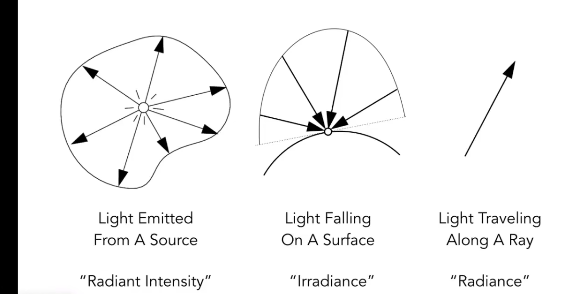 Light Emitted
From A Source
"Radiant Intensity"
Light Falling
On A Surface
"Irradiance"
Light Traveling
Along A Ray
"Radiance"